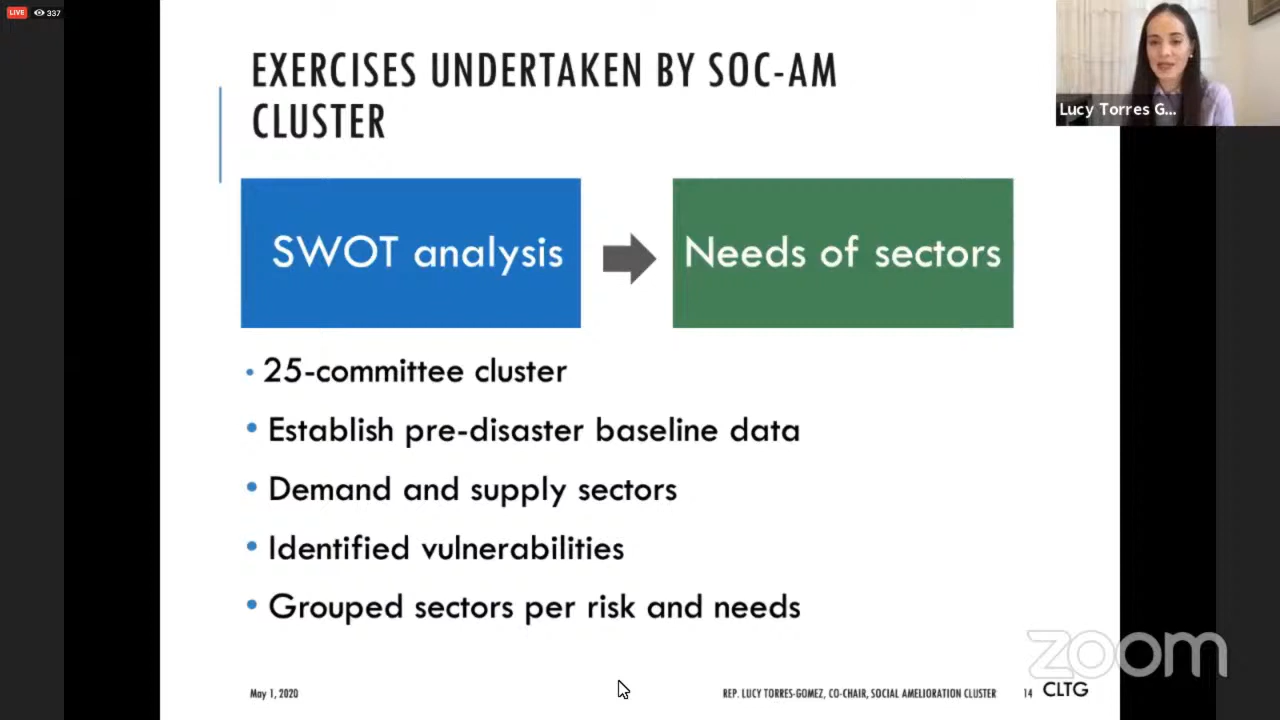 LIVE 337
EXERCISES UNDERTAKEN BY SOC-AM
CLUSTER
Lucy Torres G...
SWOT analysis
Needs of sectors
• 25-committee cluster
• Establish pre-disaster baseline data
• Demand and supply sectors
• Identified vulnerabilities
• Grouped sectors per risk and needs
zoom
May 1, 2020
REP. LUCY TORRES-GOMEZ, CO-CHAIR, SOCIAL AMELIORATION CLUSTER
14
CLTG